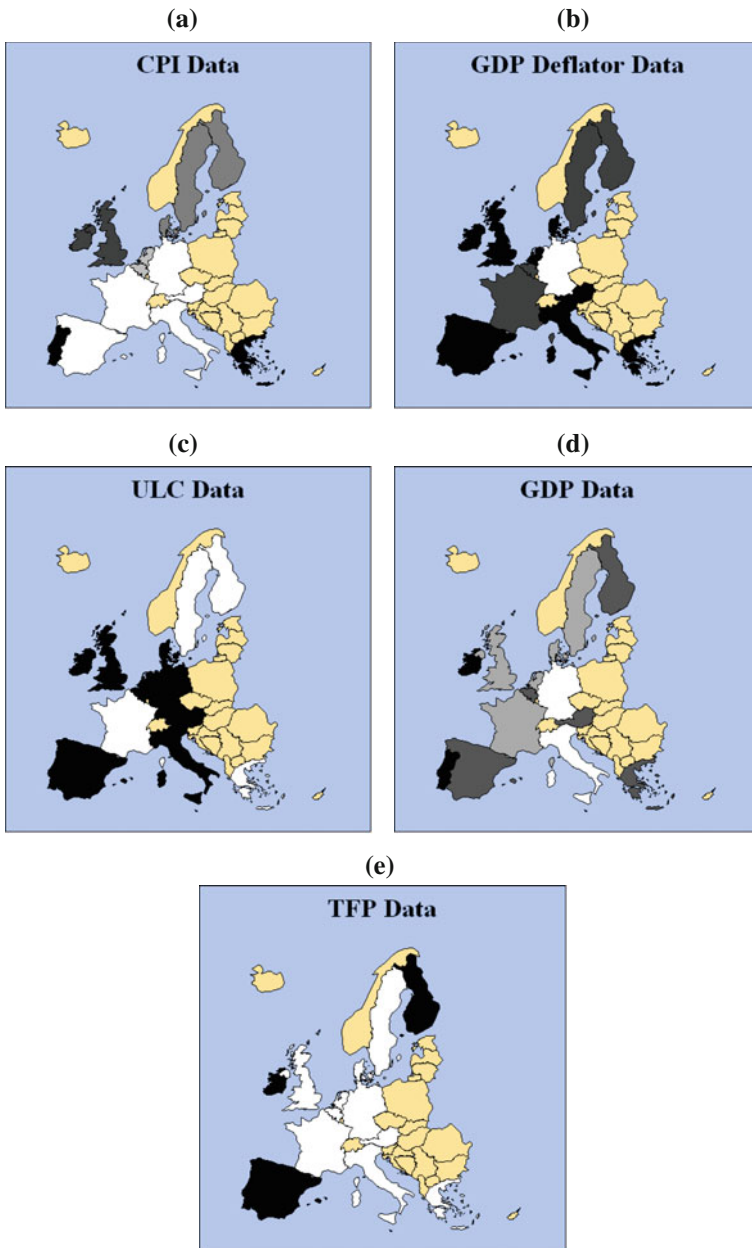 (a)
CPI Data
(b)
GDP Deflator Data
(c)
ULC Data
(d)
GDP Data
(e)
TFP Data